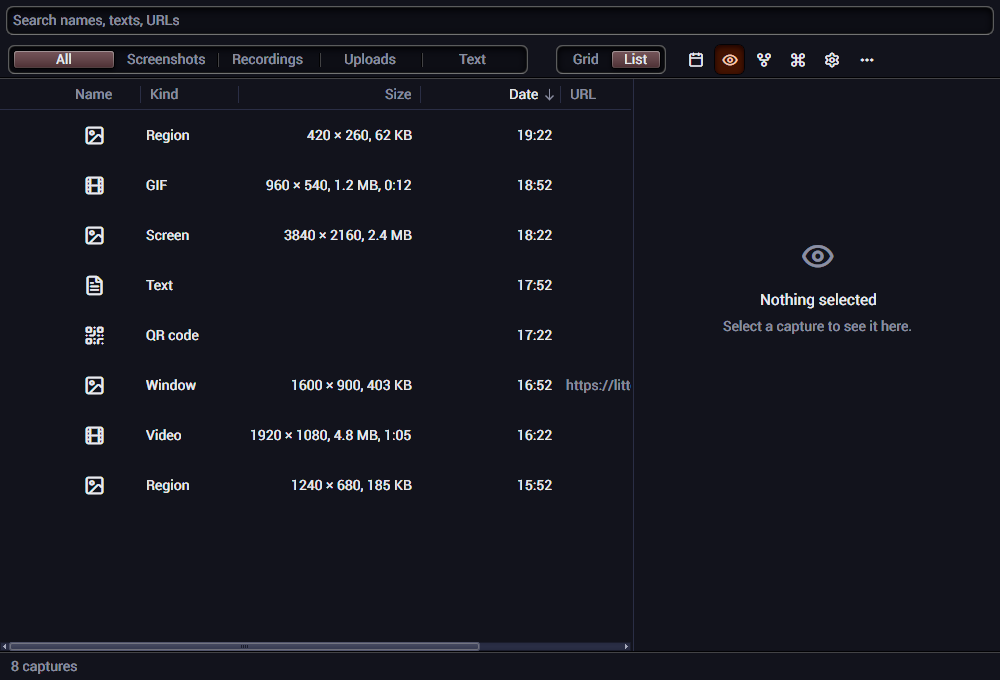 Search names, texts, URLs
All Screenshots Recordings Uploads Text Grid List
Name Kind Size Date URL
Region 420 × 260, 62 KB 19:22
GIF 960 × 540, 1.2 MB, 0:12 18:52
Screen 3840 × 2160, 2.4 MB 18:22
Text 17:52
QR code 17:22
Window 1600 × 900, 403 KB 16:52 https://litt
Video 1920 × 1080, 4.8 MB, 1:05 16:22
Region 1240 × 680, 185 KB 15:52
Nothing selected
Select a capture to see it here.
8 captures